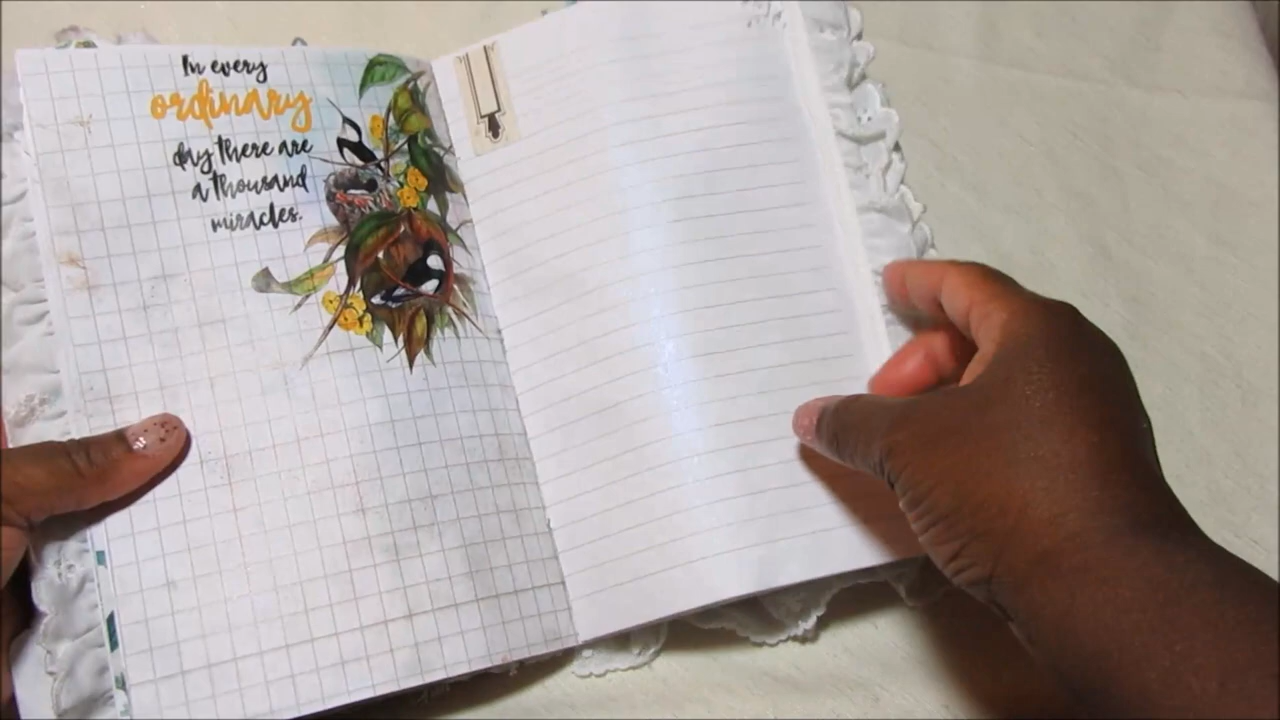 In every
ordinary
day there are
a thousand
miracles.